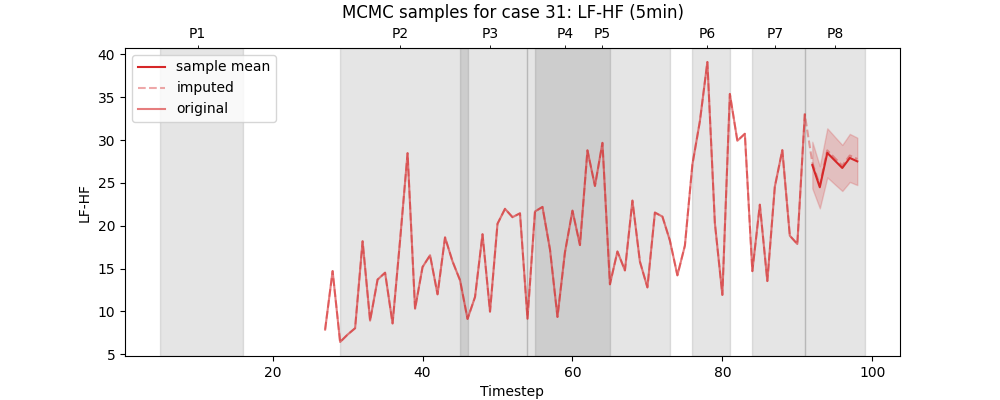 MCMC samples for case 31: LF-HF (5min)
P1 P2 P3 P4 P5 P6 P7 P8
sample mean
imputed
original
40
35
30
25
20
15
10
5
LF-HF
20 40 60 80 100
Timestep